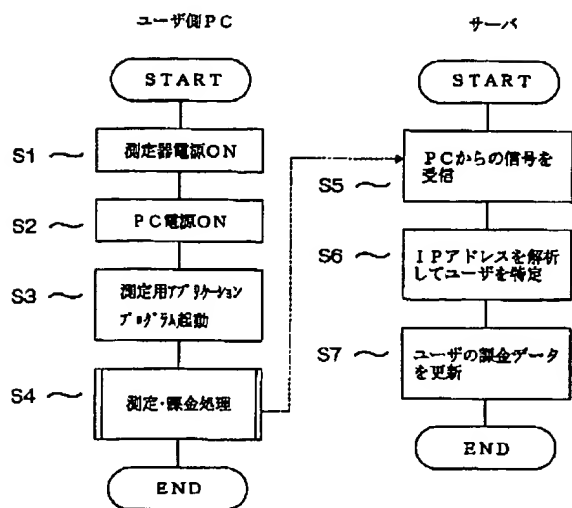 ユーザ側PC
START
S1 ～ 測定器電源ON
S2 ～ PC電源ON
S3 ～ 測定用アプリケーション
プログラム起動
S4 ～ 測定・課金処理
END
サーバ
START
S5 ～ PCからの信号を
受信
S6 ～ IPアドレスを解析
してユーザを特定
S7 ～ ユーザの課金データ
を更新
END